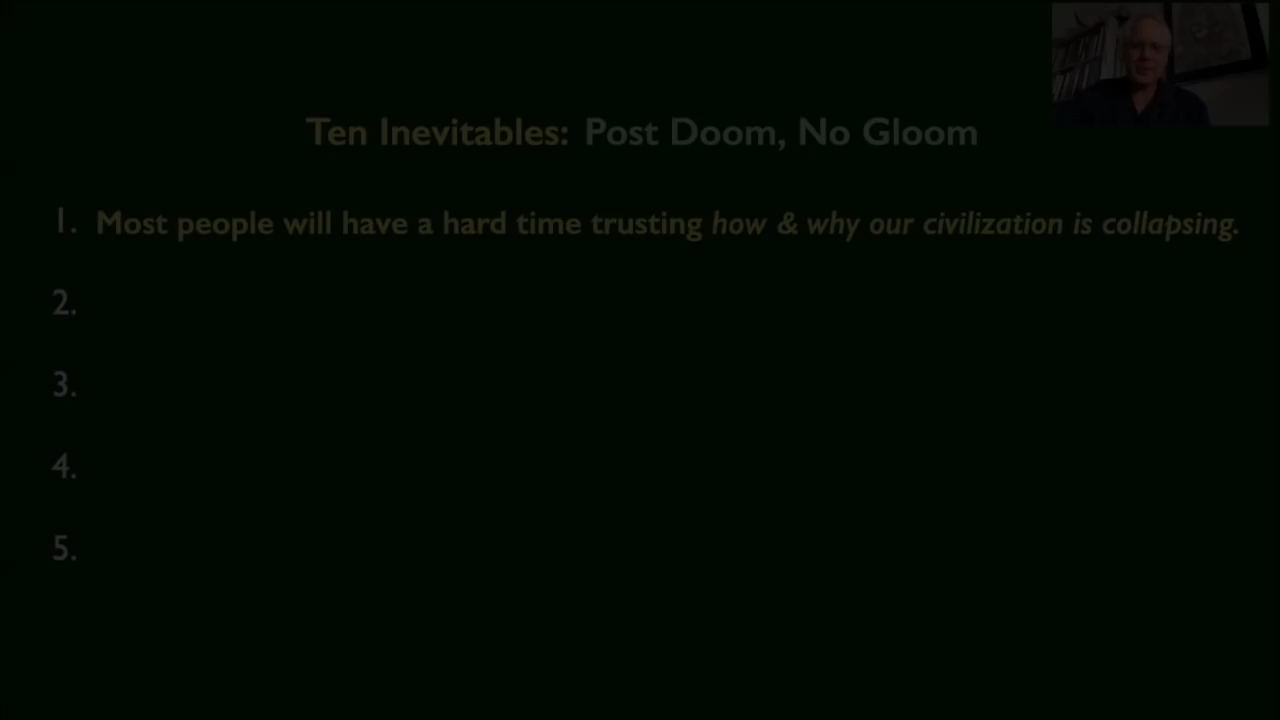 Ten Inevitables: Post Doom, No Gloom
1. Most people will have a hard time trusting how & why our civilization is collapsing.
2.
3.
4.
5.